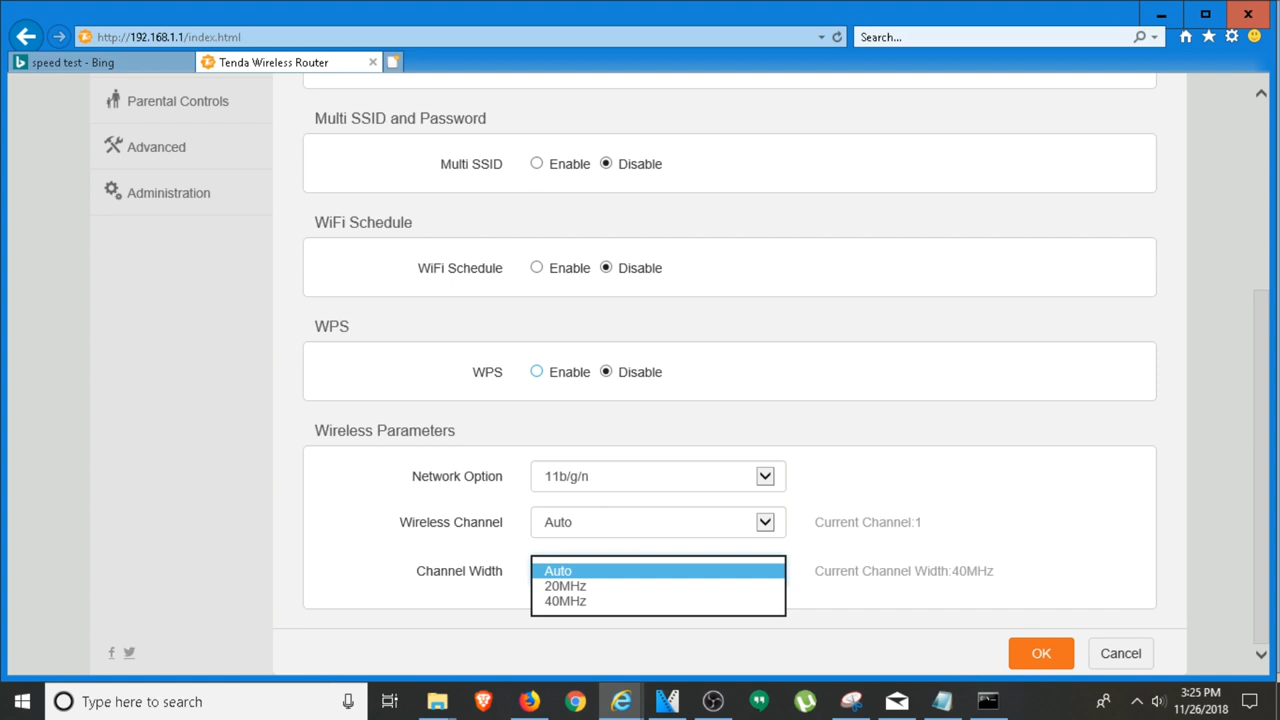 http://192.168.1.1/index.html
Search...
speed test - Bing
Tenda Wireless Router
Parental Controls
Advanced
Administration
Multi SSID and Password
Multi SSID Enable Disable
WiFi Schedule
WiFi Schedule Enable Disable
WPS
WPS Enable Disable
Wireless Parameters
Network Option 11b/g/n
Wireless Channel Auto Current Channel:1
Channel Width Auto Current Channel Width:40MHz
20MHz
40MHz
OK Cancel
Type here to search
3:25 PM
11/26/2018